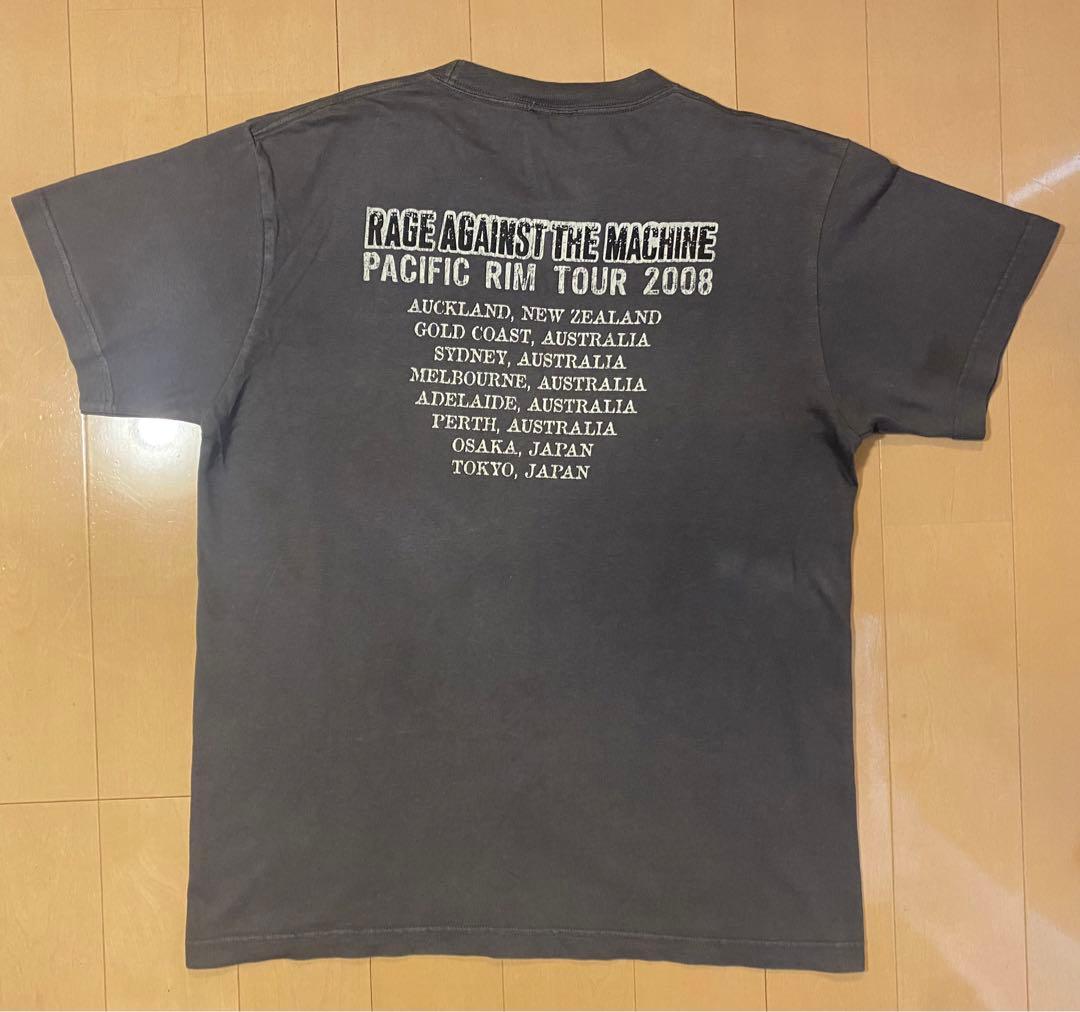 RAGE AGAINST THE MACHINE
PACIFIC RIM TOUR 2008
AUCKLAND, NEW ZEALAND
GOLD COAST, AUSTRALIA
SYDNEY, AUSTRALIA
MELBOURNE, AUSTRALIA
ADELAIDE, AUSTRALIA
PERTH, AUSTRALIA
OSAKA, JAPAN
TOKYO, JAPAN